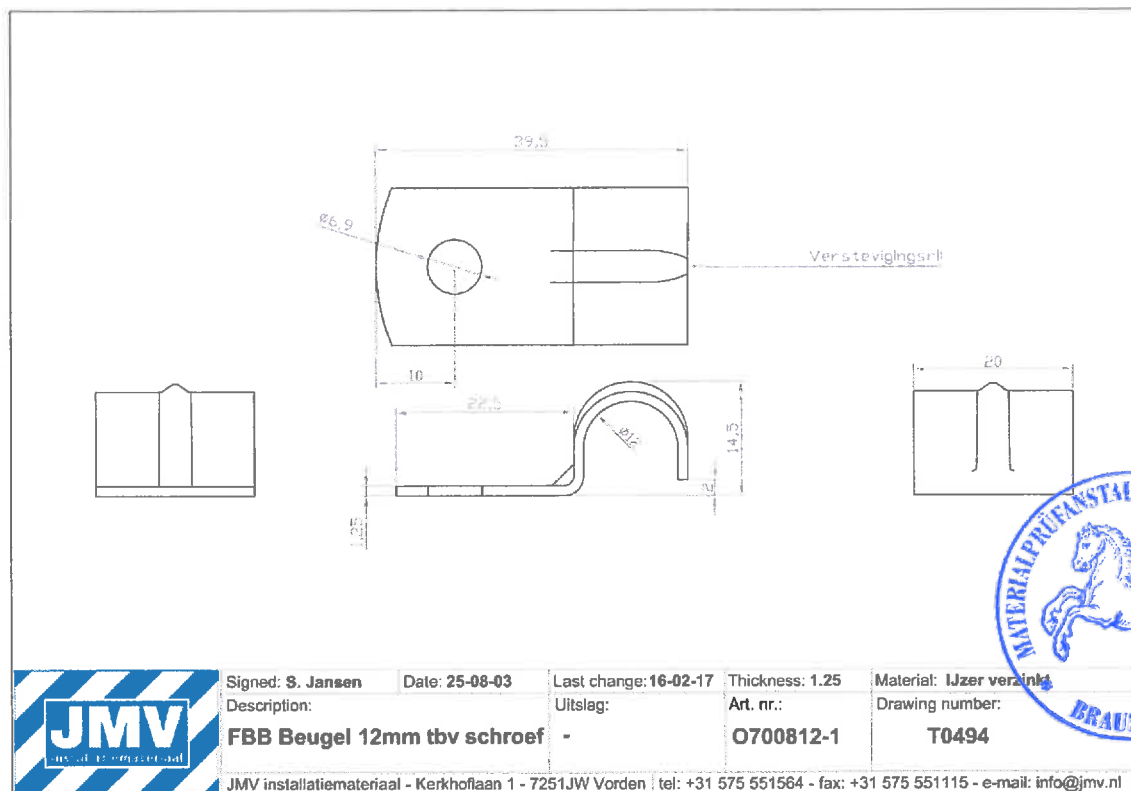 39,5
Ø6,9
Verstevigingsri
10
22,5
Ø12
14,5
2
1,25
20
MATERIALPRÜFANSTAL
BRAU
JMV
installatiemateriaal
Signed: S. Jansen
Date: 25-08-03
Last change: 16-02-17
Thickness: 1.25
Material: IJzer verzinkt
Description:
FBB Beugel 12mm tbv schroef
Uitslag:
-
Art. nr.:
O700812-1
Drawing number:
T0494
JMV installatiemateriaal - Kerkhoflaan 1 - 7251JW Vorden tel: +31 575 551564 - fax: +31 575 551115 - e-mail: info@jmv.nl